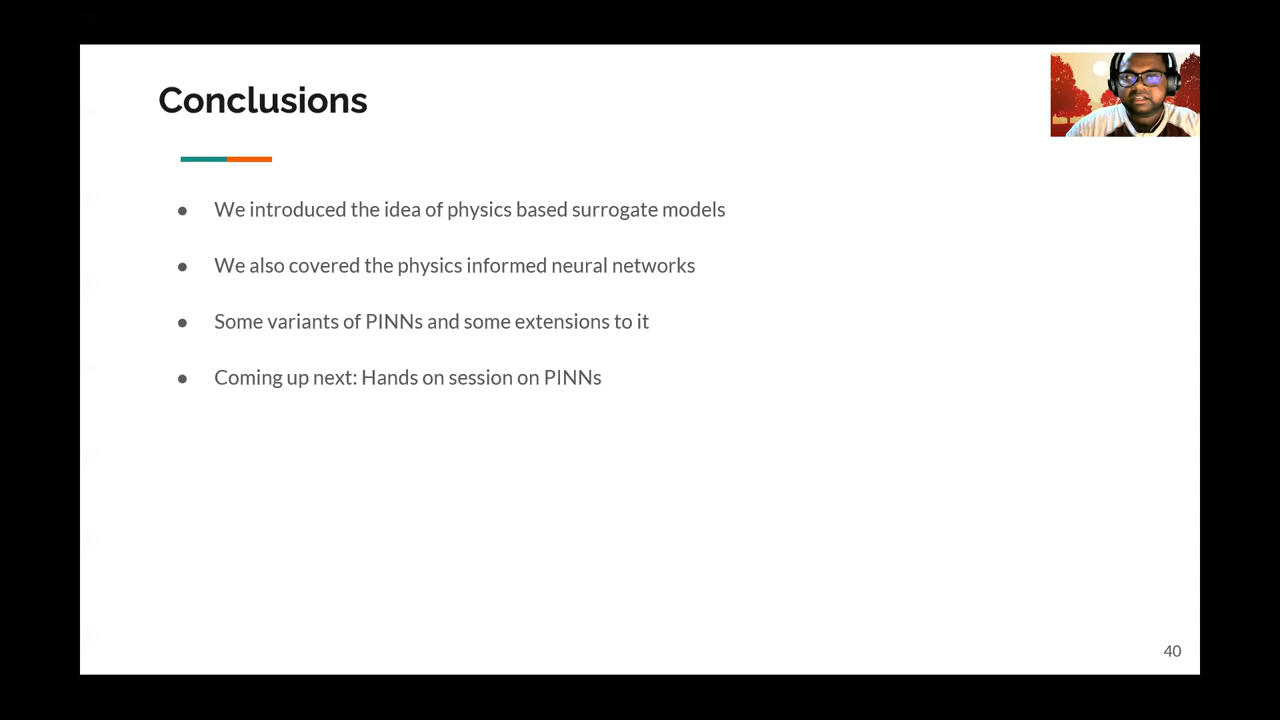 Conclusions
● We introduced the idea of physics based surrogate models
● We also covered the physics informed neural networks
● Some variants of PINNs and some extensions to it
● Coming up next: Hands on session on PINNs
40